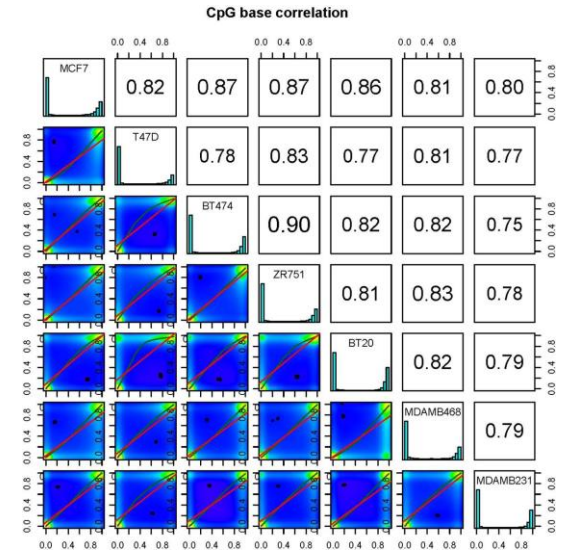 CpG base correlation
0.0 0.4 0.8 0.0 0.4 0.8 0.0 0.4 0.8
MCF7 0.82 0.87 0.87 0.86 0.81 0.80 0.0 0.4 0.8
0.0 0.4 0.8 T47D 0.78 0.83 0.77 0.81 0.77
BT474 0.90 0.82 0.82 0.75 0.0 0.4 0.8
0.0 0.4 0.8 ZR751 0.81 0.83 0.78
BT20 0.82 0.79 0.0 0.4 0.8
0.0 0.4 0.8 MDAMB468 0.79
MDAMB231 0.0 0.4 0.8
0.0 0.4 0.8 0.0 0.4 0.8 0.0 0.4 0.8 0.0 0.4 0.8